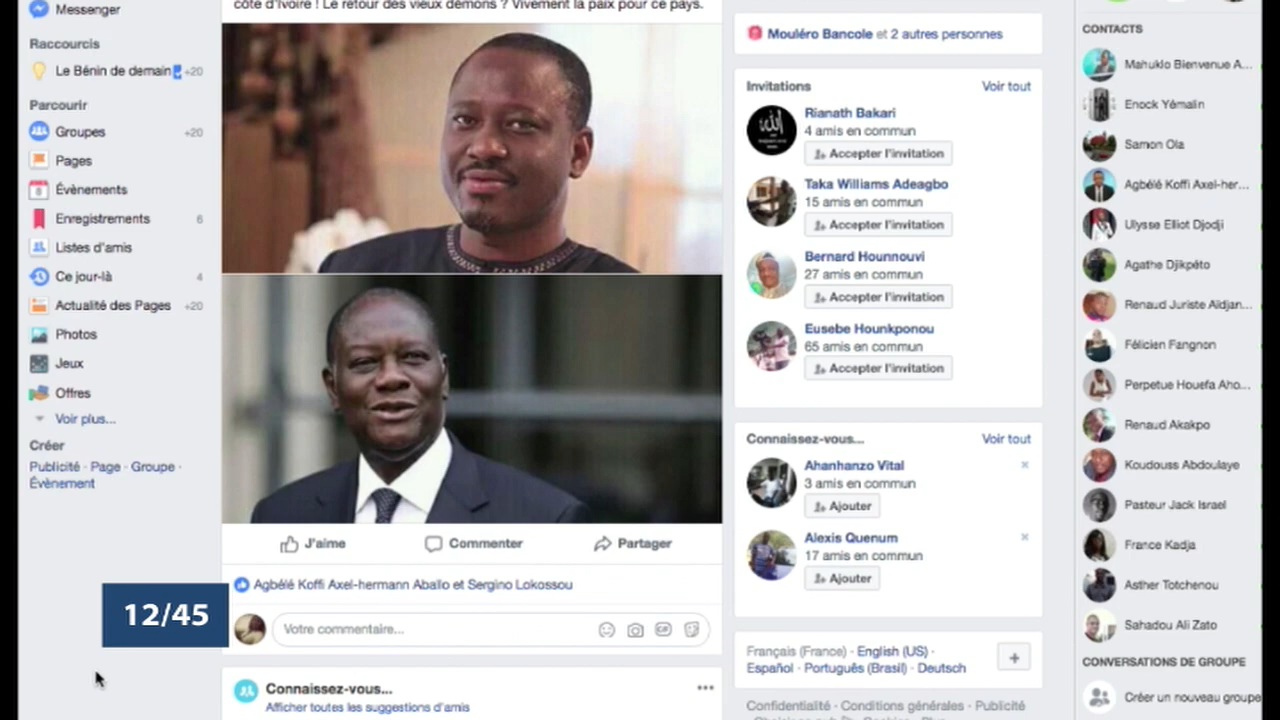 Messenger
Raccourcis
Le Bénin de demain +20
Parcourir
Groupes +20
Pages
Évènements
Enregistrements 6
Listes d'amis
Ce jour-là 4
Actualité des Pages +20
Photos
Jeux
Offres
Voir plus...
Créer
Publicité · Page · Groupe ·
Évènement
12/45
côte d'Ivoire ! Le retour des vieux démons ? Vivement la paix pour ce pays.
J'aime
Commenter
Partager
Agbélé Koffi Axel-hermann Aballo et Sergino Lokossou
Votre commentaire...
GIF
Connaissez-vous...
Afficher toutes les suggestions d'amis
Mouléro Bancole et 2 autres personnes
Invitations Voir tout
Rianath Bakari
4 amis en commun
Accepter l'invitation
Taka Williams Adeagbo
15 amis en commun
Accepter l'invitation
Bernard Hounnouvi
27 amis en commun
Accepter l'invitation
Eusebe Hounkponou
65 amis en commun
Accepter l'invitation
Connaissez-vous... Voir tout
Ahanhanzo Vital
3 amis en commun
Ajouter
Alexis Quenum
17 amis en commun
Ajouter
Français (France) · English (US) ·
Español · Português (Brasil) · Deutsch
Confidentialité · Conditions générales · Publicité
CONTACTS
Mahuklo Bienvenue A...
Enock Yémalin
Samon Ola
Agbélé Koffi Axel-her...
Ulysse Elliot Djodji
Agathe Djikpéto
Renaud Juriste Aïdjan...
Félicien Fangnon
Perpetue Houefa Aho...
Renaud Akakpo
Koudouss Abdoulaye
Pasteur Jack Israel
France Kadja
Asther Totchenou
Sahadou Ali Zato
CONVERSATIONS DE GROUPE
Créer un nouveau groupe